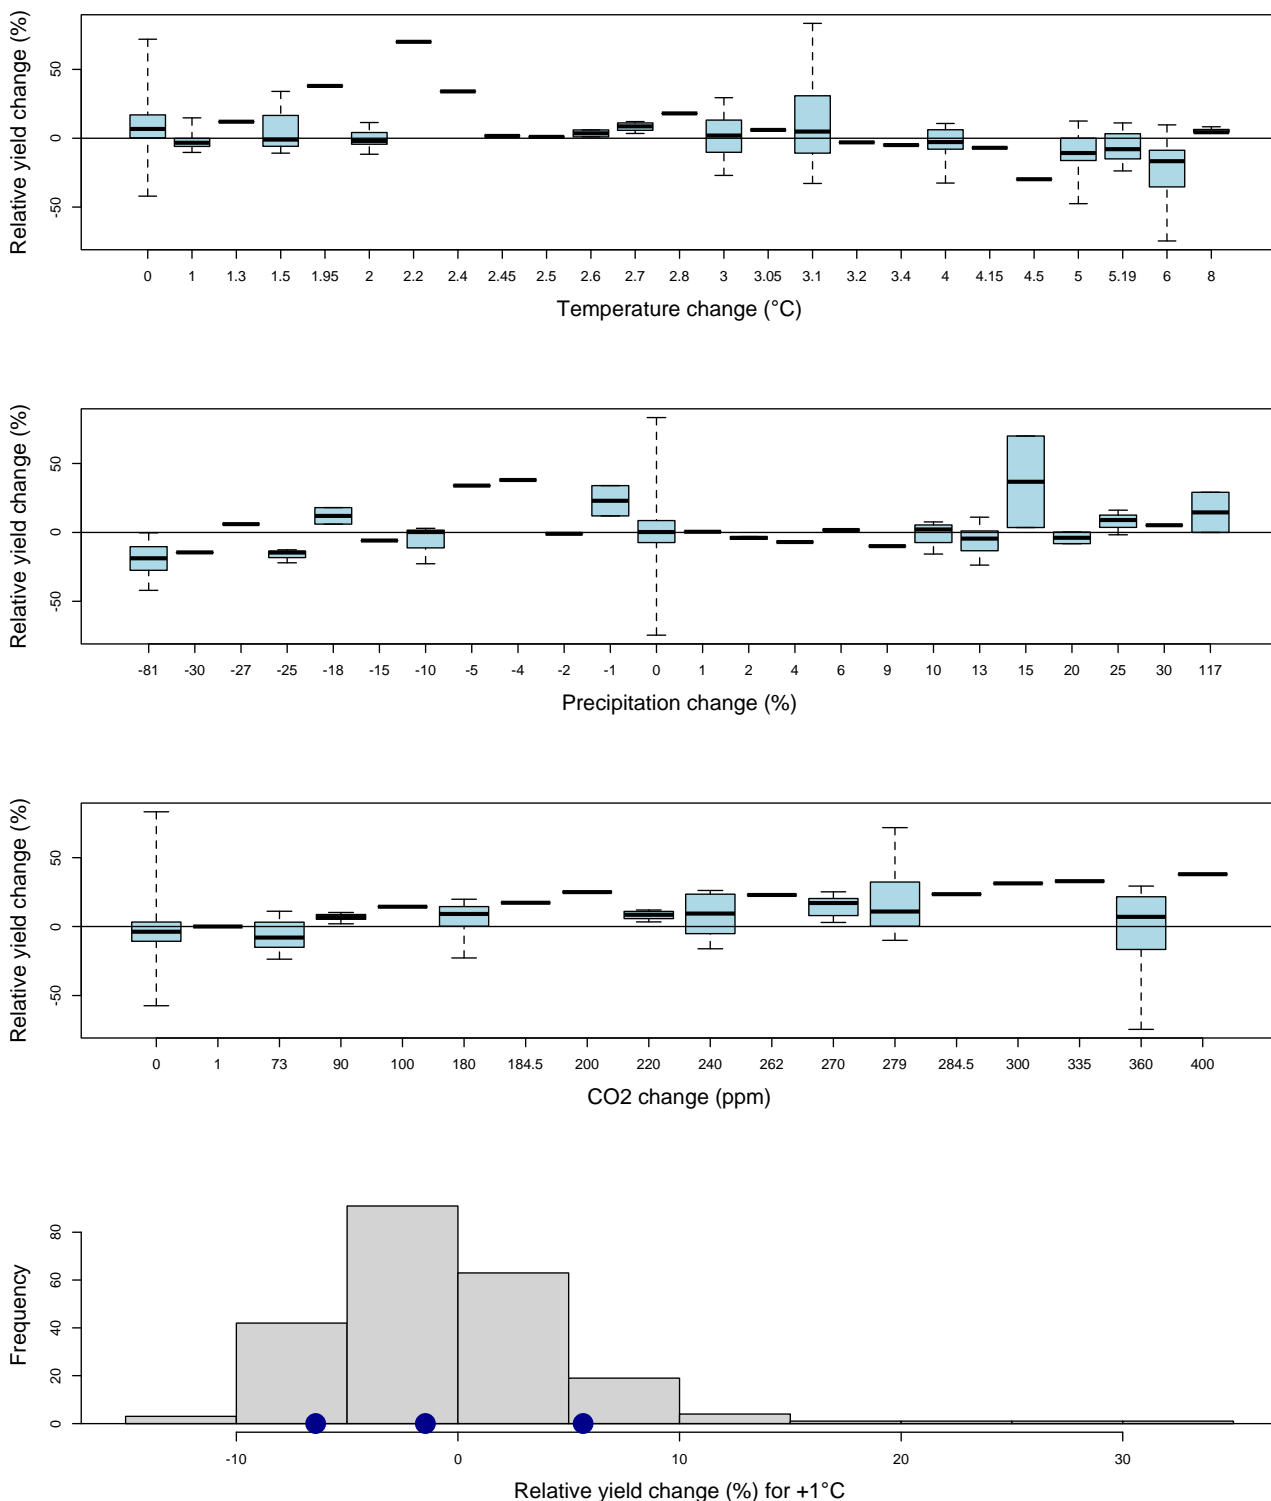 Relative yield change (%)
50
0
-50
0 1 1.3 1.5 1.95 2 2.2 2.4 2.45 2.5 2.6 2.7 2.8 3 3.05 3.1 3.2 3.4 4 4.15 4.5 5 5.19 6 8
Temperature change (°C)
Relative yield change (%)
50
0
-50
-81 -30 -27 -25 -18 -15 -10 -5 -4 -2 -1 0 1 2 4 6 9 10 13 15 20 25 30 117
Precipitation change (%)
Relative yield change (%)
50
0
-50
0 1 73 90 100 180 184.5 200 220 240 262 270 279 284.5 300 335 360 400
CO2 change (ppm)
Frequency
80
60
40
20
0
-10 0 10 20 30
Relative yield change (%) for +1°C